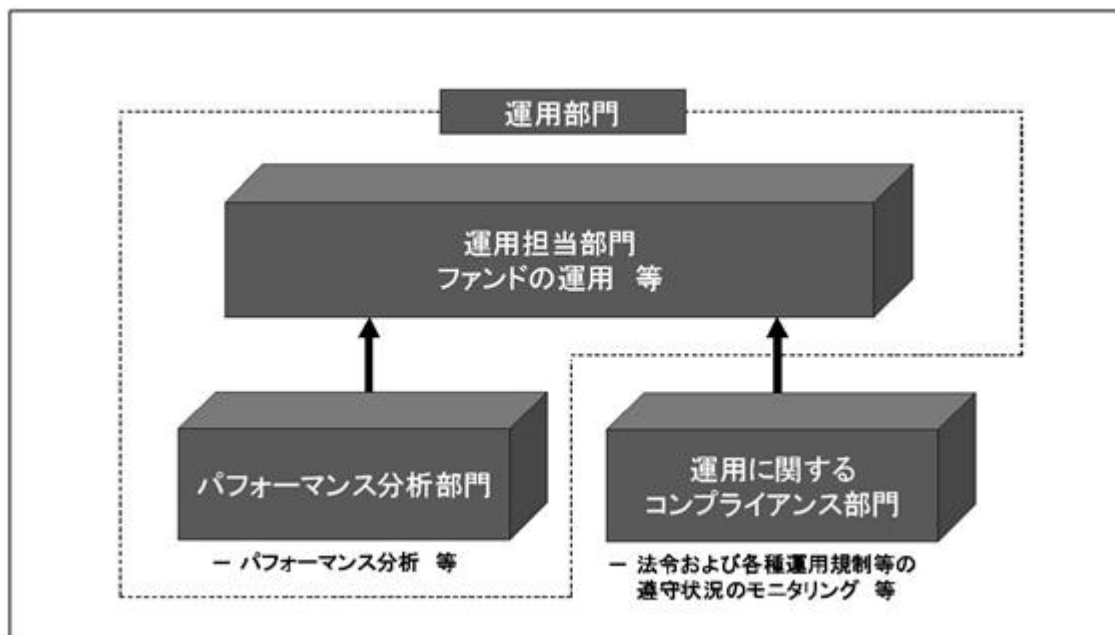 運用部門
運用担当部門
ファンドの運用 等
パフォーマンス分析部門
－ パフォーマンス分析 等
運用に関する
コンプライアンス部門
－ 法令および各種運用規制等の
遵守状況のモニタリング 等